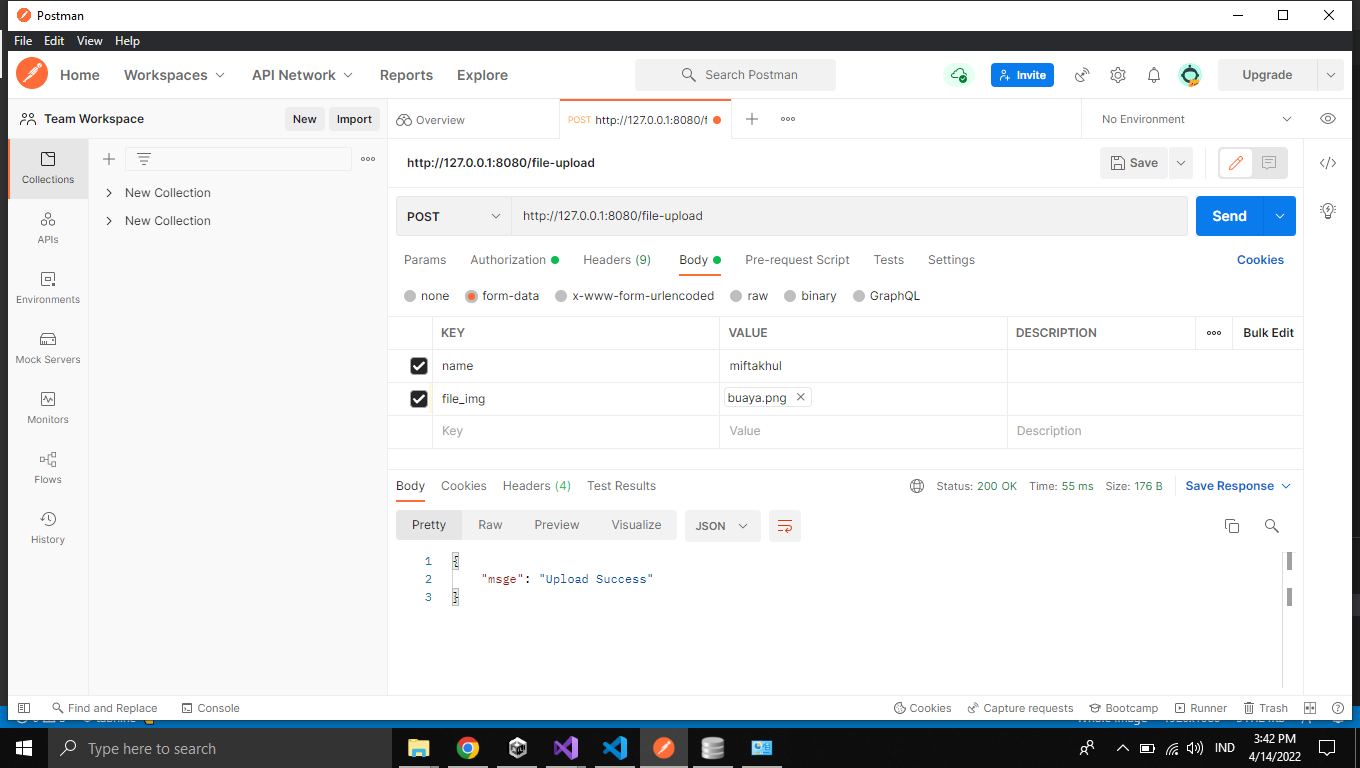 Postman
File Edit View Help
Home Workspaces API Network Reports Explore Search Postman Invite Upgrade
Team Workspace New Import Overview POST http://127.0.0.1:8080/f No Environment
http://127.0.0.1:8080/file-upload Save
Collections
New Collection
New Collection
APIs
Environments
Mock Servers
Monitors
Flows
History
POST http://127.0.0.1:8080/file-upload Send
Params Authorization Headers (9) Body Pre-request Script Tests Settings Cookies
none form-data x-www-form-urlencoded raw binary GraphQL
KEY VALUE DESCRIPTION Bulk Edit
name miftakhul
file_img buaya.png
Key Value Description
Body Cookies Headers (4) Test Results Status: 200 OK Time: 55 ms Size: 176 B Save Response
Pretty Raw Preview Visualize JSON
1 {
2 "msge": "Upload Success"
3 }
Find and Replace Console Cookies Capture requests Bootcamp Runner Trash
Type here to search IND 3:42 PM
4/14/2022